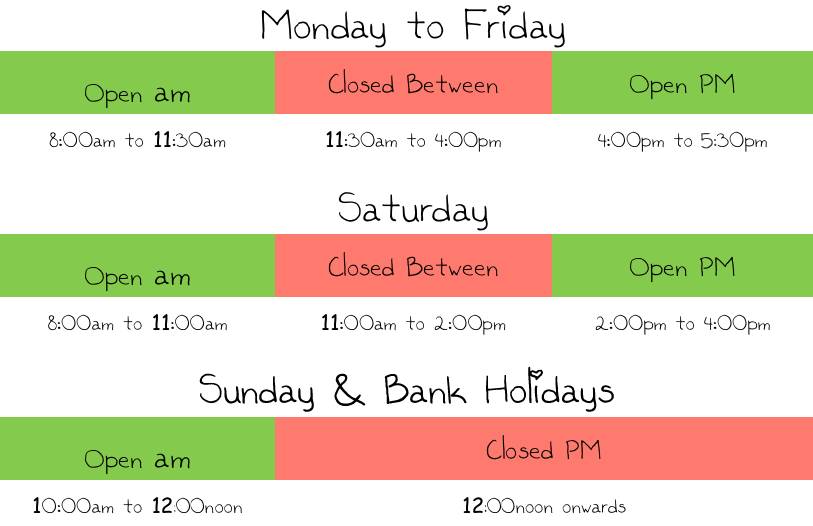 Monday to Friday
Open am Closed Between Open PM
8:00am to 11:30am 11:30am to 4:00pm 4:00pm to 5:30pm
Saturday
Open am Closed Between Open PM
8:00am to 11:00am 11:00am to 2:00pm 2:00pm to 4:00pm
Sunday & Bank Holidays
Open am Closed PM
10:00am to 12:00noon 12:00noon onwards